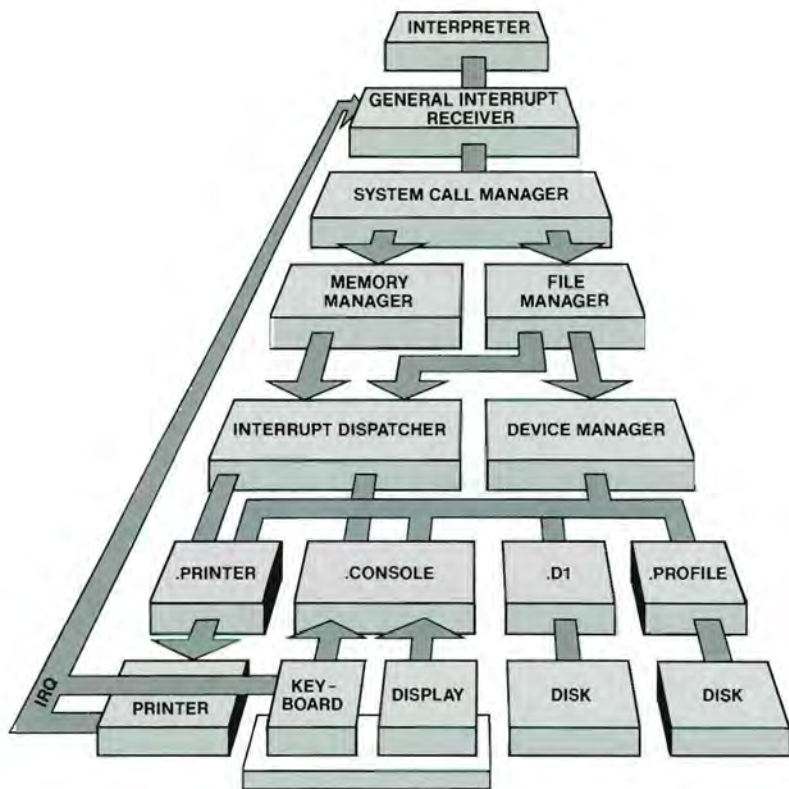 INTERPRETER
GENERAL INTERRUPT
RECEIVER
SYSTEM CALL MANAGER
MEMORY
MANAGER
FILE
MANAGER
INTERRUPT DISPATCHER
DEVICE MANAGER
.PRINTER
.CONSOLE
.D1
.PROFILE
IRQ
PRINTER
KEY-
BOARD
DISPLAY
DISK
DISK